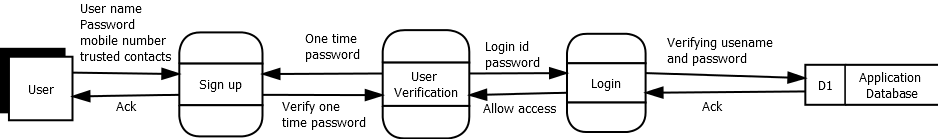 User name
Password
mobile number
trusted contacts
User
Ack
Sign up
One time
password
Verify one
time password
User
Verification
Login id
password
Allow access
Login
Verifying usename
and password
Ack
D1
Application
Database